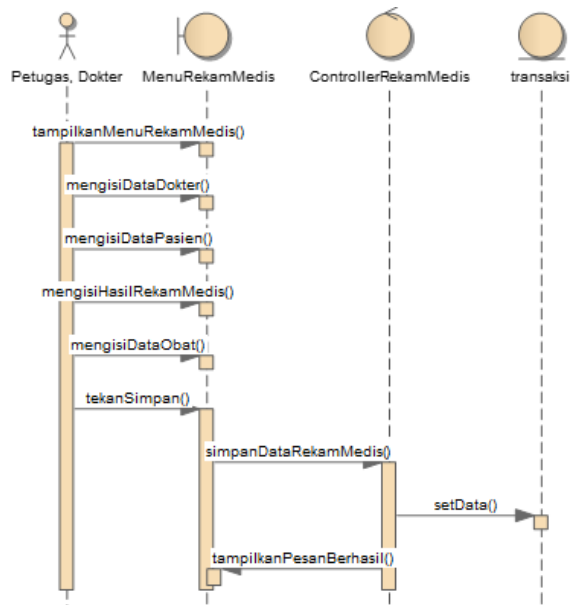 Petugas, Dokter
MenuRekamMedis
ControllerRekamMedis
transaksi
tampilkanMenuRekamMedis()
mengisiDataDokter()
mengisiDataPasien()
mengisiHasilRekamMedis()
mengisiDataObat()
tekanSimpan()
simpanDataRekamMedis()
setData()
tampilkanPesanBerhasil()